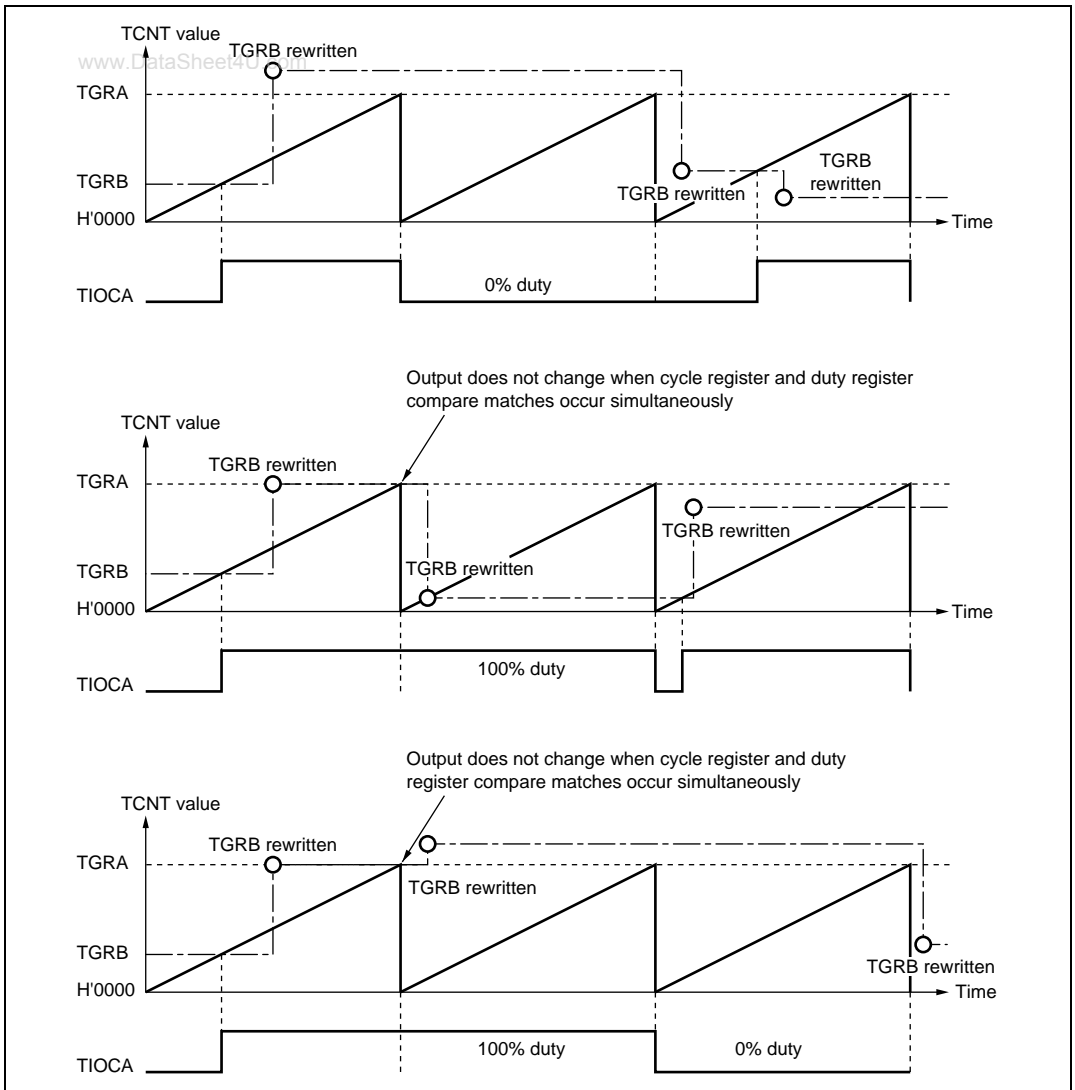 TCNT value
www.DataSheet4U.com
TGRB rewritten
TGRA
TGRB
rewritten
TGRB
TGRB rewritten
H'0000
Time
0% duty
TIOCA
Output does not change when cycle register and duty register
compare matches occur simultaneously
TCNT value
TGRB rewritten
TGRA
TGRB rewritten
TGRB
TGRB rewritten
H'0000
Time
100% duty
TIOCA
Output does not change when cycle register and duty
register compare matches occur simultaneously
TCNT value
TGRB rewritten
TGRA
TGRB rewritten
TGRB
TGRB rewritten
H'0000
Time
100% duty
0% duty
TIOCA